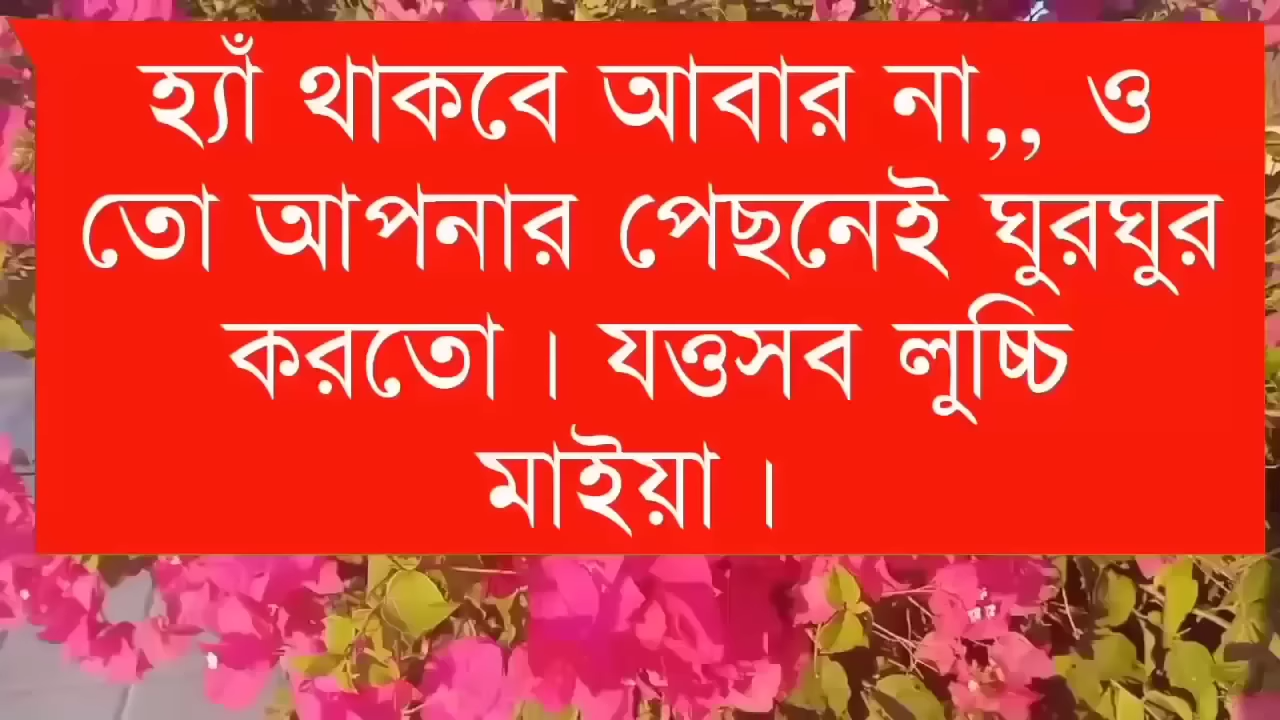 হ্যাঁ থাকবে আবার না,, ও
তো আপনার পেছনেই ঘুরঘুর
করতো। যত্তসব লুচ্চি
মাইয়া।